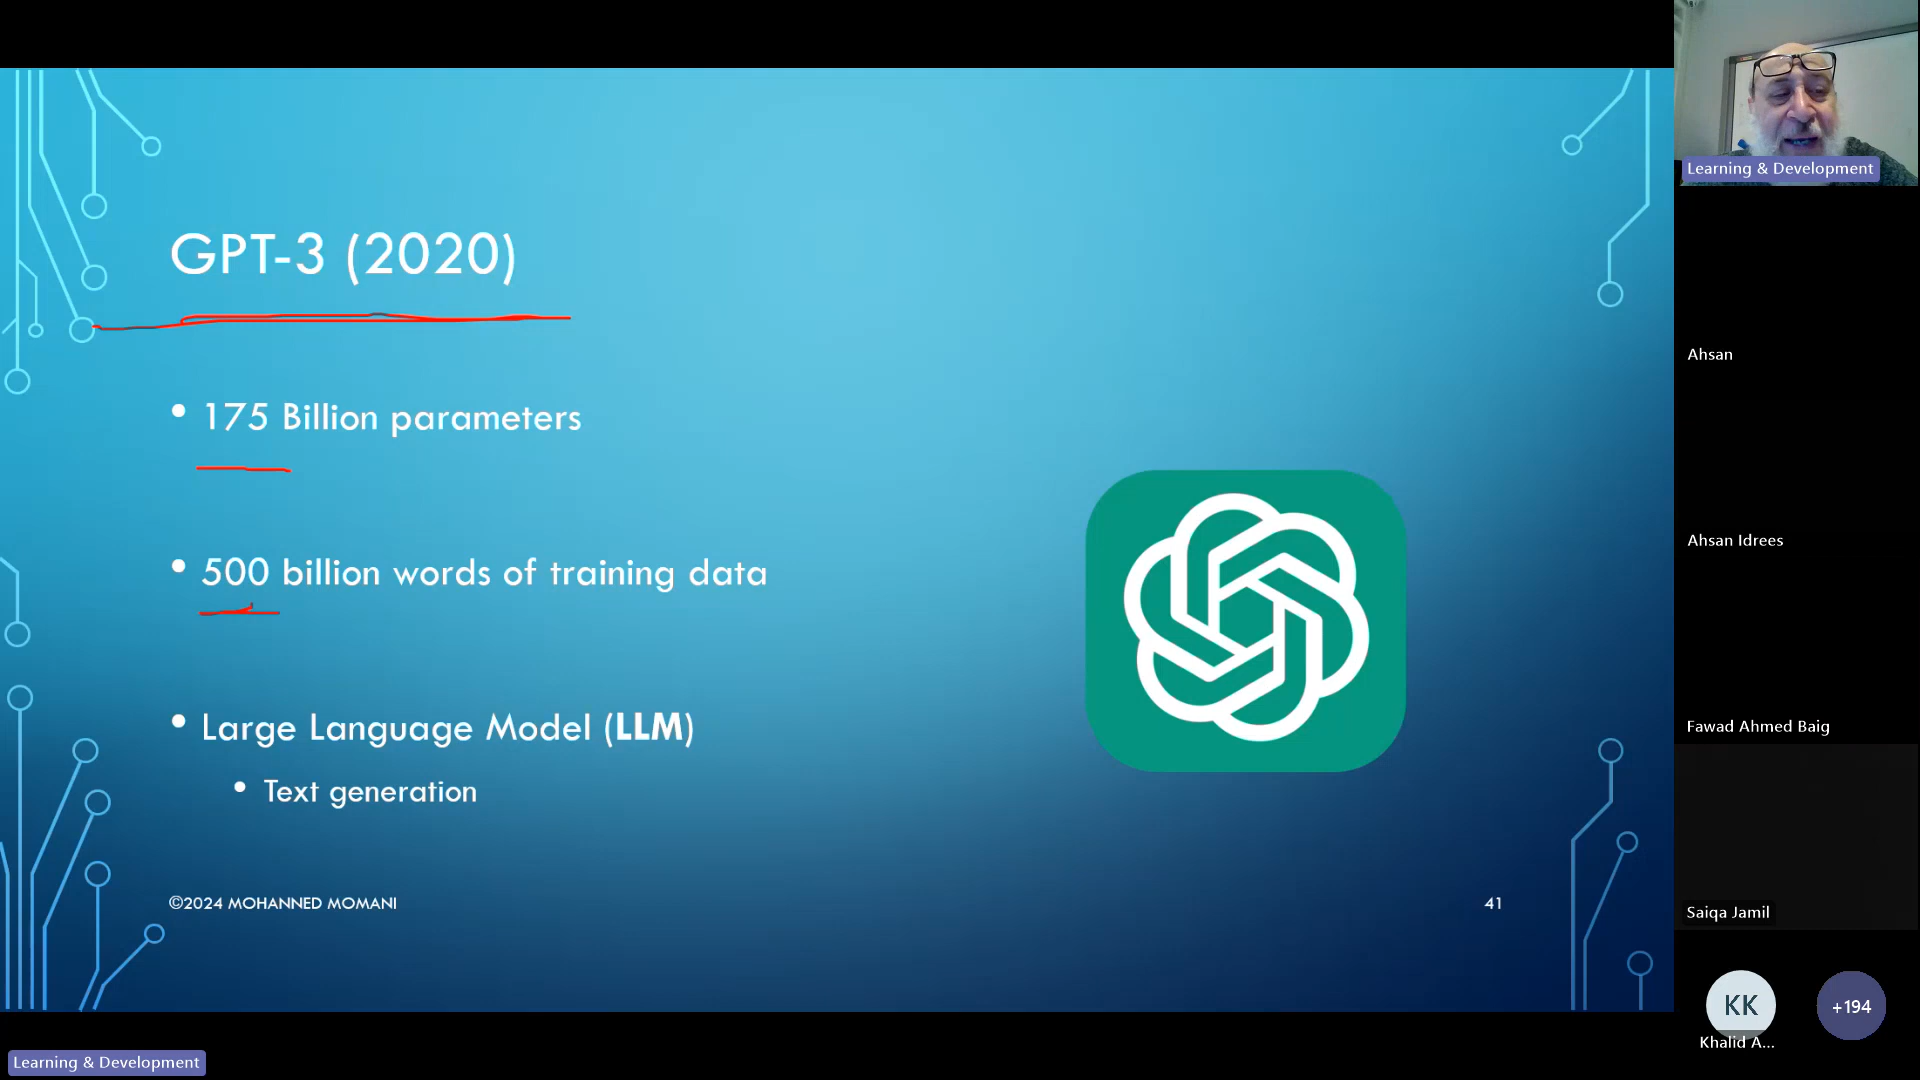 GPT-3 (2020)
• 175 Billion parameters
• 500 billion words of training data
• Large Language Model (LLM)
• Text generation
©2024 MOHANNED MOMANI
41
Learning & Development
Learning & Development
Ahsan
Ahsan Idrees
Fawad Ahmed Baig
Saiqa Jamil
KK
+194
Khalid A...